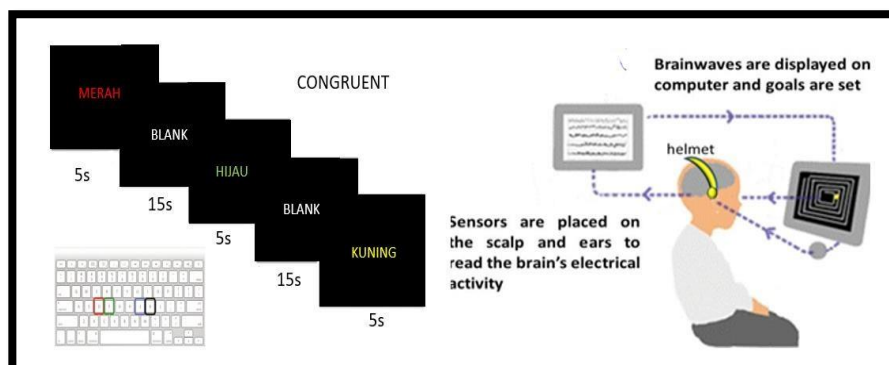 MERAH
CONGRUENT
BLANK
5s
HIJAU
15s
BLANK
5s
KUNING
15s
5s
Brainwaves are displayed on
computer and goals are set
helmet
Sensors are placed on
the scalp and ears to
read the brain's electrical
activity